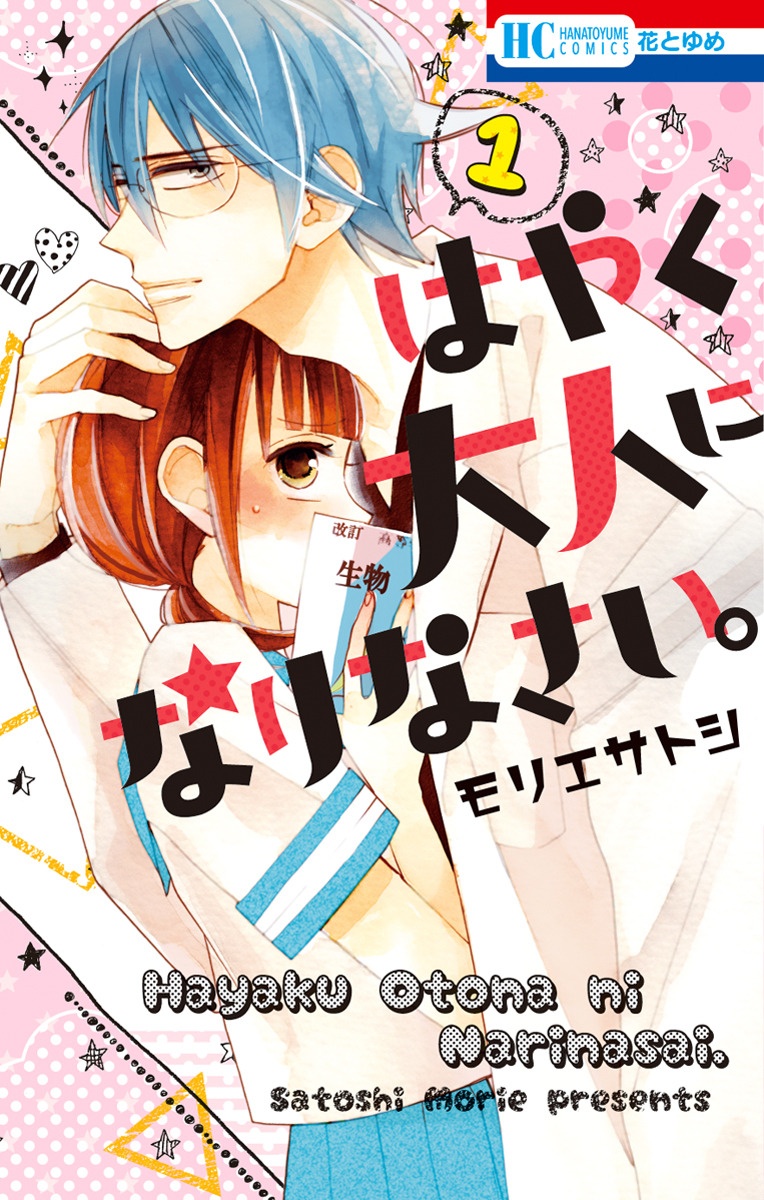 HC HANATOYUME COMICS 花とゆめ
1
はやく
大人に
なりなさい。
モリエサトシ
改訂
生物
Hayaku Otona ni
Narinasai.
Satoshi Morie presents